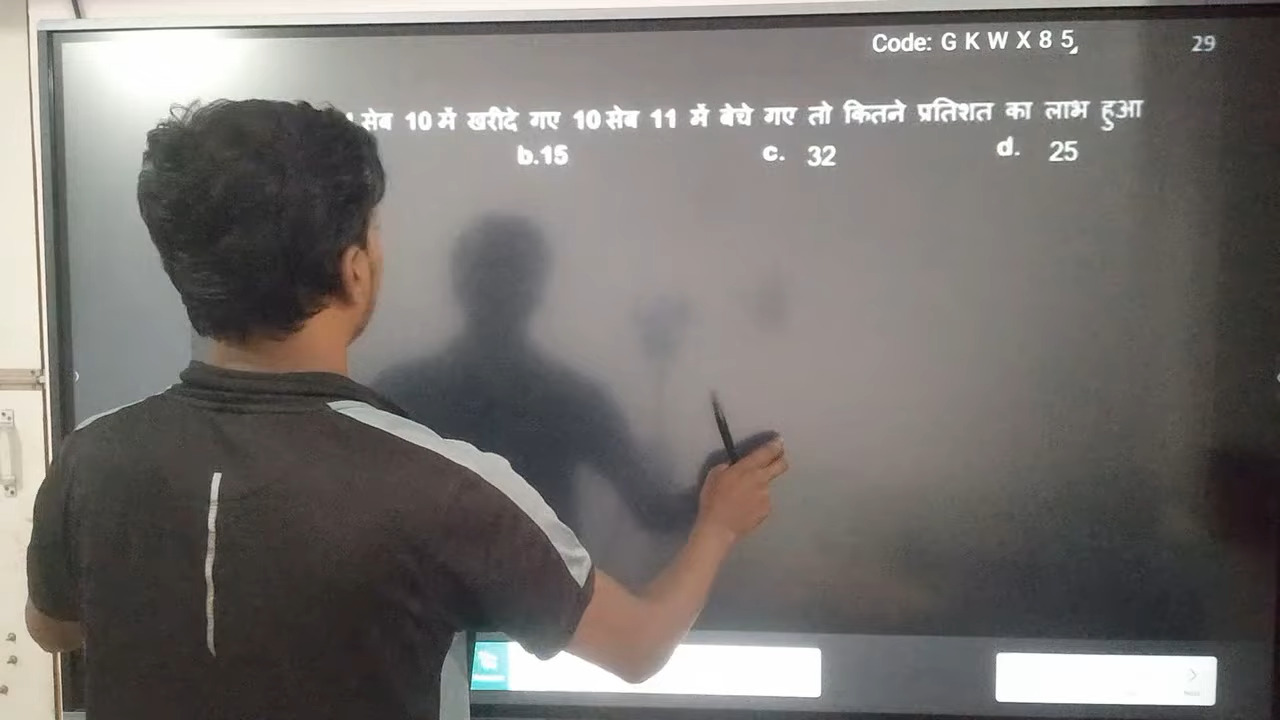 Code: G K W X 8 5
29
सेब 10 में खरीदे गए 10 सेब 11 में बेचे गए तो कितने प्रतिशत का लाभ हुआ
b.15 c. 32 d. 25